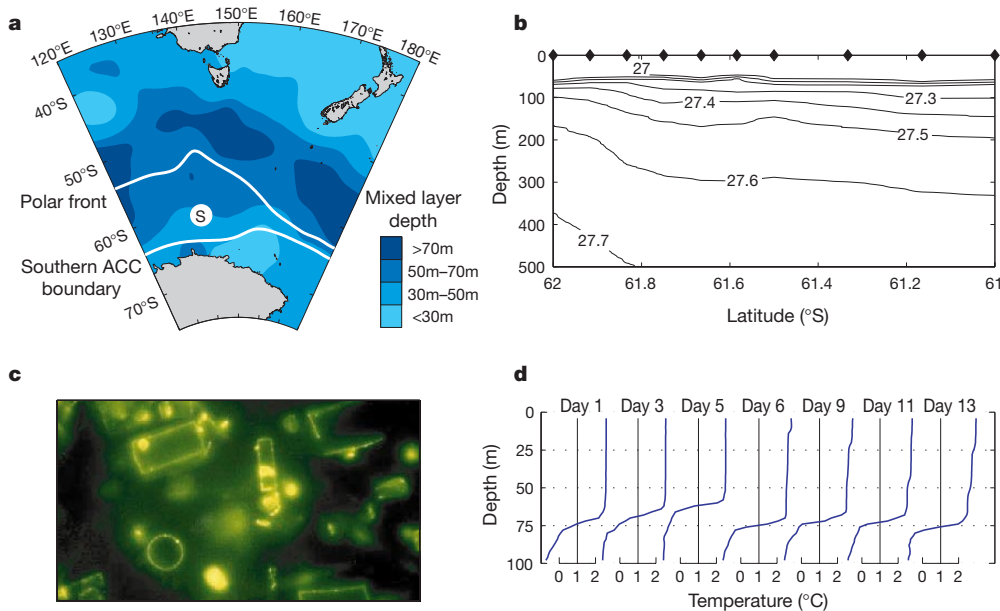 a
120°E
130°E
140°E
150°E
160°E
170°E
180°E
40°S
50°S
Polar front
60°S
Southern ACC
boundary
70°S
S
Mixed layer
depth
>70m
50m–70m
30m–50m
<30m
b
0
100
200
300
400
500
Depth (m)
27
27.3
27.4
27.5
27.6
27.7
62
61.8
61.6
61.4
61.2
61
Latitude (°S)
c
d
Day 1 Day 3 Day 5 Day 6 Day 9 Day 11 Day 13
0
25
50
75
100
Depth (m)
0 1 2 0 1 2 0 1 2 0 1 2 0 1 2 0 1 2 0 1 2
Temperature (°C)